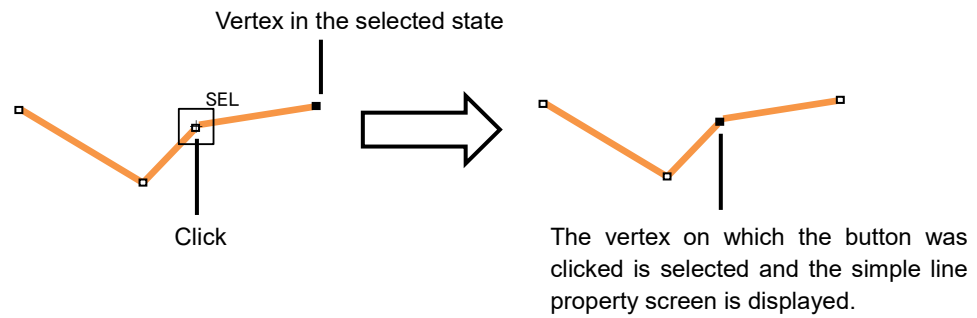 Vertex in the selected state
SEL
Click
The vertex on which the button was
clicked is selected and the simple line
property screen is displayed.